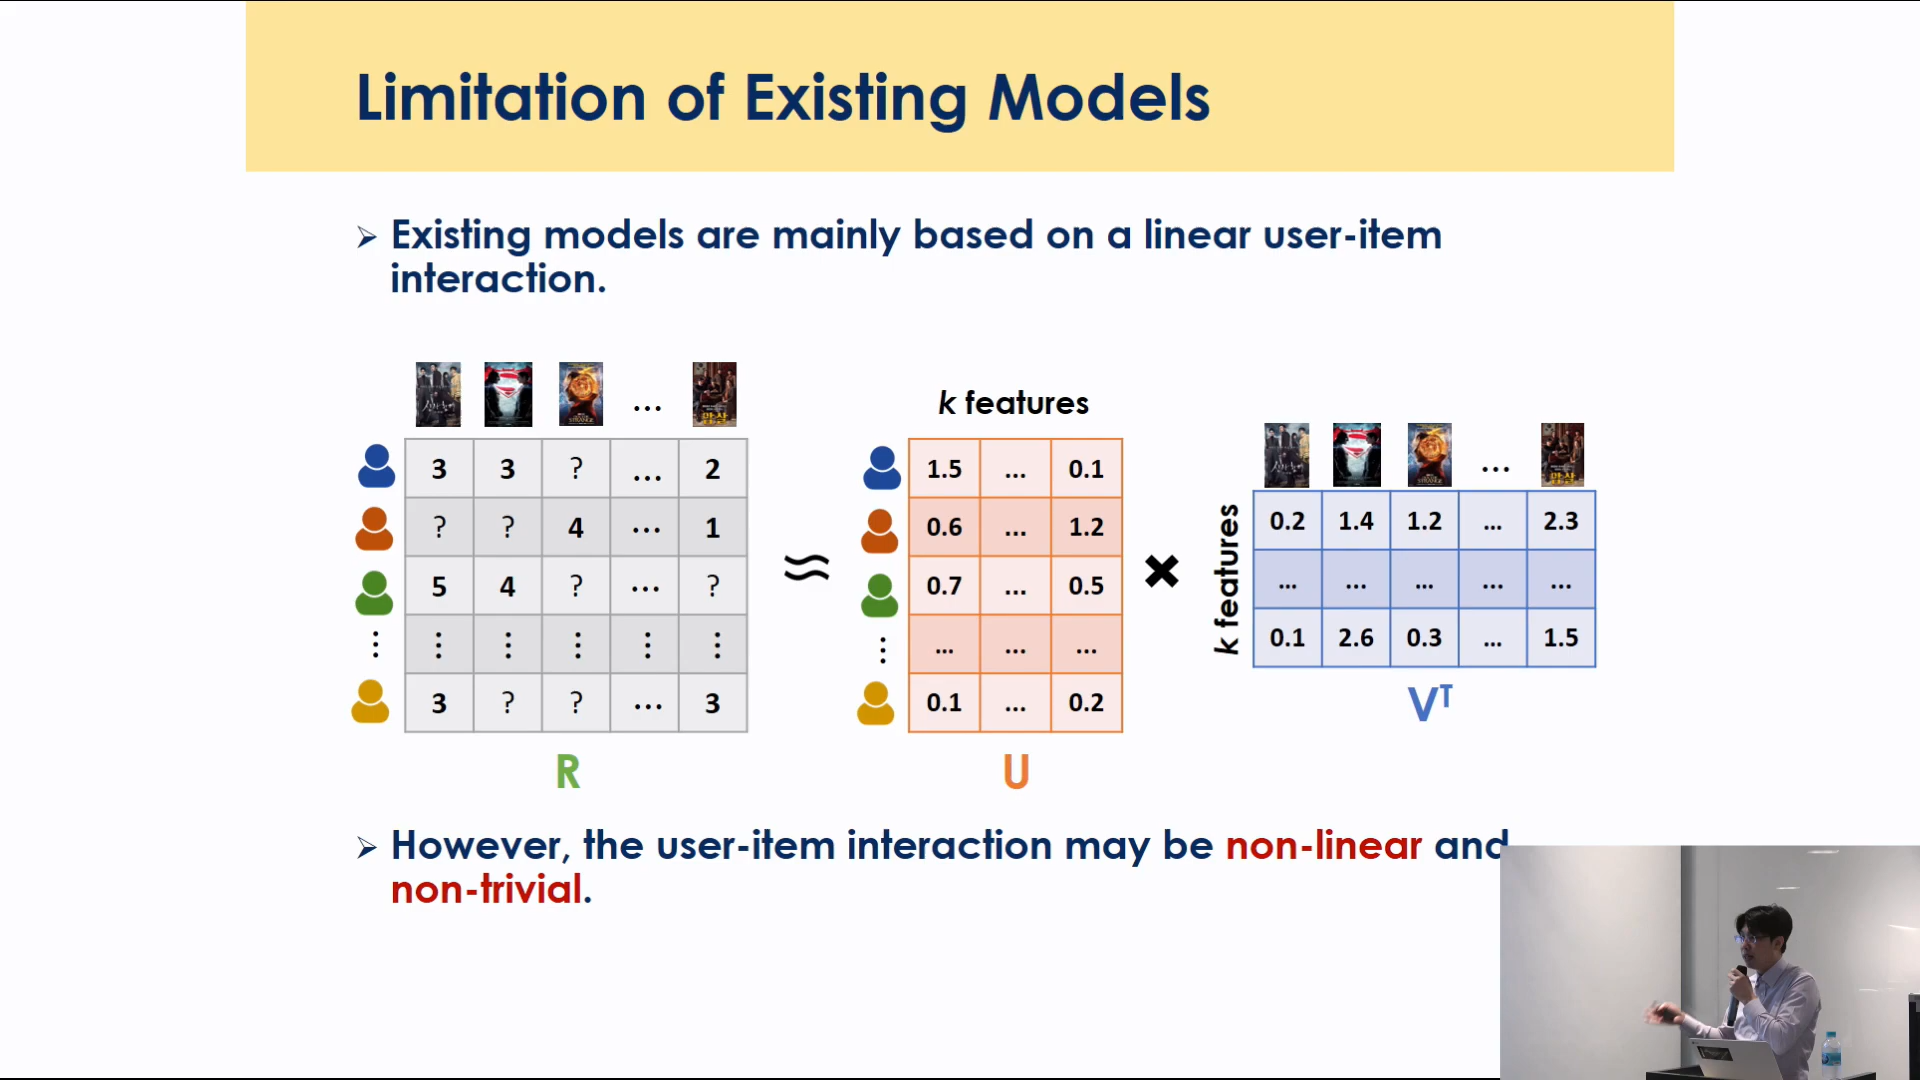 Limitation of Existing Models
➢ Existing models are mainly based on a linear user-item
interaction.
...
k features
3 3 ? ... 2
? ? 4 ... 1
5 4 ? ... ?
⋮ ⋮ ⋮ ⋮ ⋮ ⋮
3 ? ? ... 3
R
≈
1.5 ... 0.1
0.6 ... 1.2
0.7 ... 0.5
⋮ ... ... ...
0.1 ... 0.2
U
✖
...
k features
0.2 1.4 1.2 ... 2.3
... ... ... ... ...
0.1 2.6 0.3 ... 1.5
Vᵀ
➢ However, the user-item interaction may be non-linear and
non-trivial.